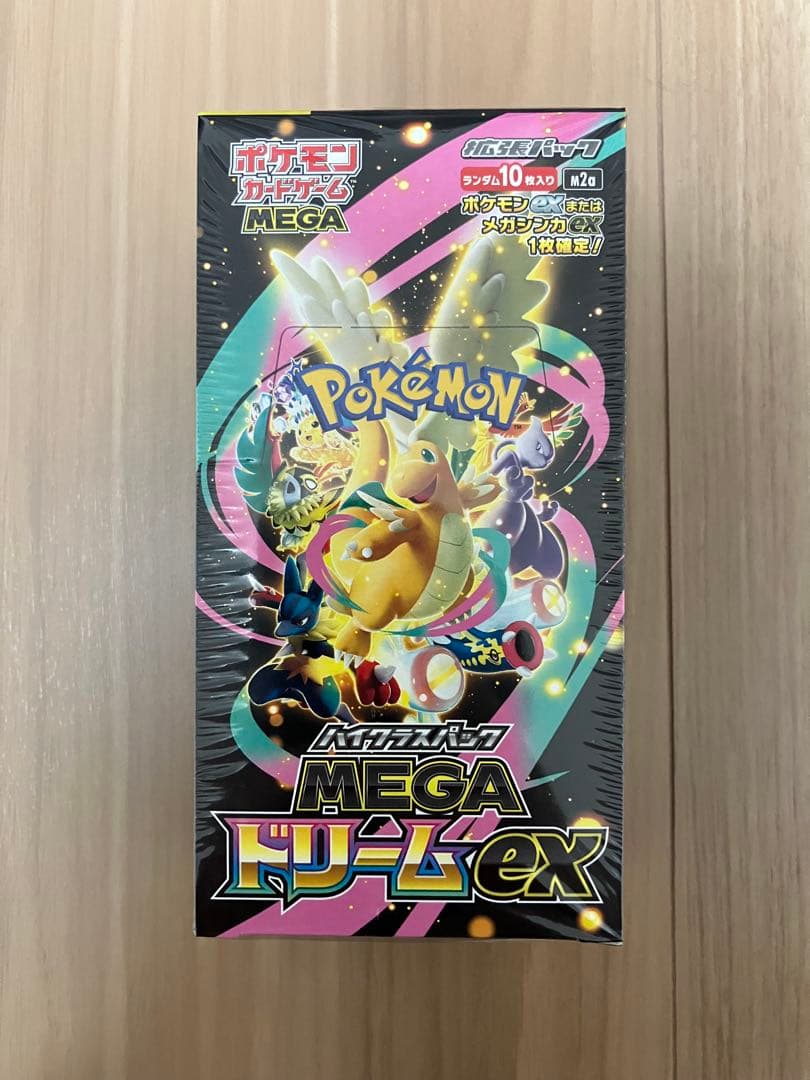 ポケモン
カードゲーム
MEGA
拡張パック
ランダム10枚入り M2a
ポケモンexまたは
メガシンカex
1枚確定!
POKéMON
TM
ハイクラスパック
MEGA
ドリームex